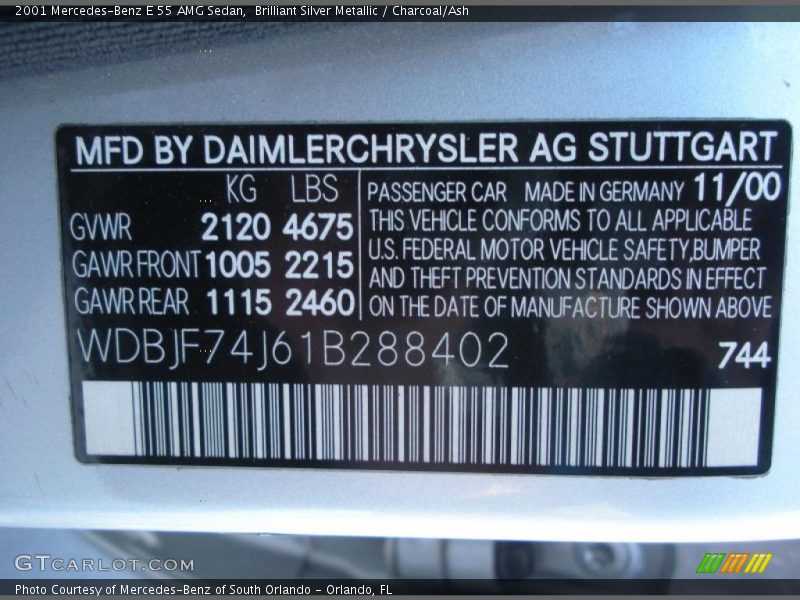 2001 Mercedes-Benz E 55 AMG Sedan,  Brilliant Silver Metallic / Charcoal/Ash
MFD BY DAIMLERCHRYSLER AG STUTTGART
KG LBS
GVWR 2120 4675
GAWR FRONT 1005 2215
GAWR REAR 1115 2460
PASSENGER CAR MADE IN GERMANY 11/00
THIS VEHICLE CONFORMS TO ALL APPLICABLE
U.S. FEDERAL MOTOR VEHICLE SAFETY,BUMPER
AND THEFT PREVENTION STANDARDS IN EFFECT
ON THE DATE OF MANUFACTURE SHOWN ABOVE
WDBJF74J61B288402 744
GTCARLOT.COM
Photo Courtesy of Mercedes-Benz of South Orlando - Orlando, FL